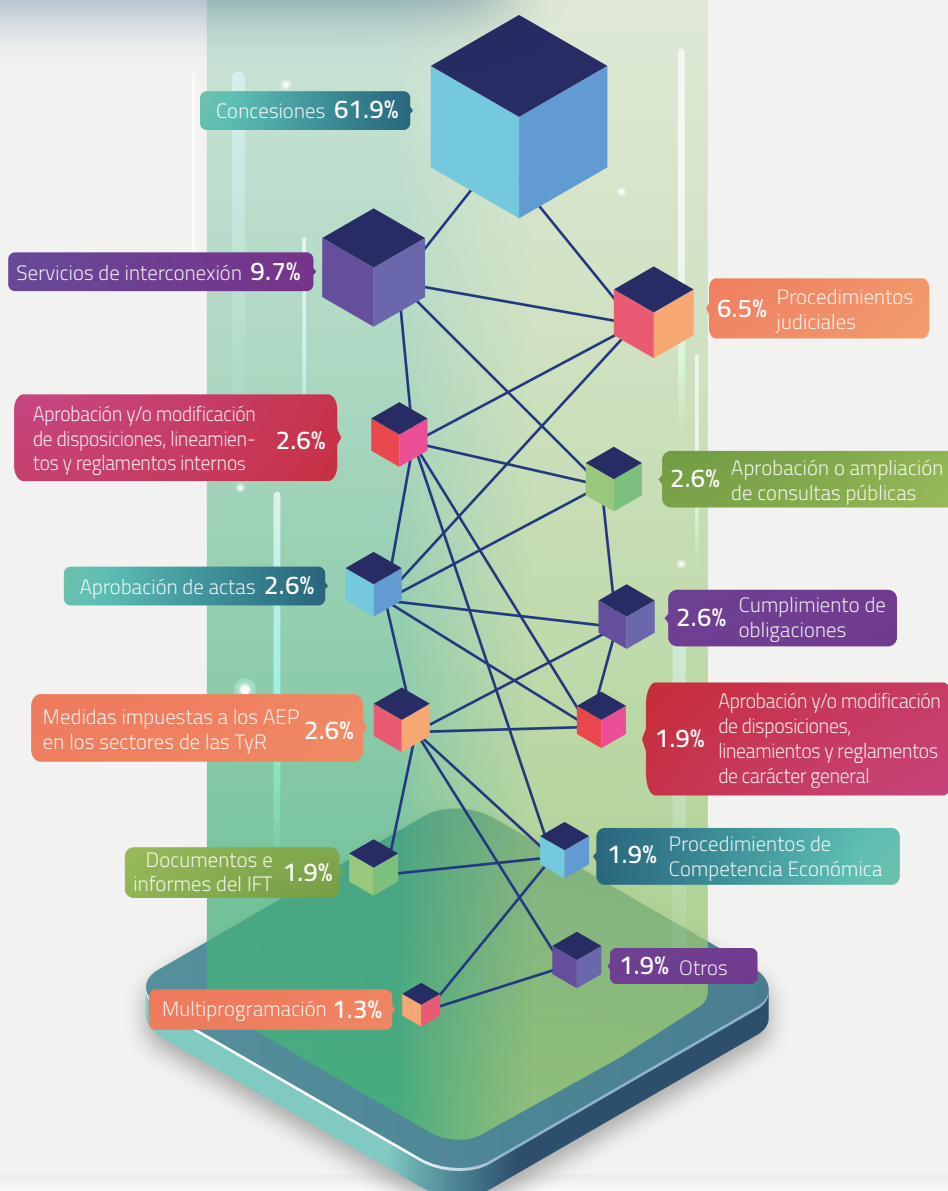 Concesiones 61.9%
Servicios de interconexión 9.7%
6.5% Procedimientos
judiciales
Aprobación y/o modificación
de disposiciones, lineamien-
tos y reglamentos internos 2.6%
2.6% Aprobación o ampliación
de consultas públicas
Aprobación de actas 2.6%
2.6% Cumplimiento de
obligaciones
Medidas impuestas a los AEP
en los sectores de las TyR 2.6%
1.9% Aprobación y/o modificación
de disposiciones,
lineamientos y reglamentos
de carácter general
Documentos e
informes del IFT 1.9%
1.9% Procedimientos de
Competencia Económica
1.9% Otros
Multiprogramación 1.3%